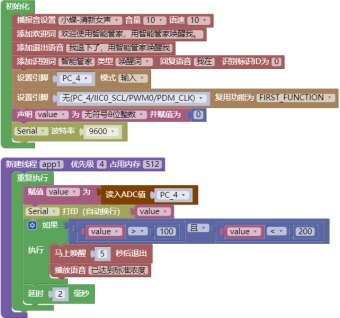 初始化
播报音设置 小蝶-清新女声 音量 10 语速 10
添加欢迎词 欢迎使用智能管家，用智能管家唤醒我。
添加退出语音 我退下了，用智能管家唤醒我
添加识别词 智能管家 类型 唤醒词 回复语音 我在 识别标识ID为 0
设置引脚 PC_4 模式 输入
设置引脚 无(PC_4/IIC0_SCL/PWM0/PDM_CLK) 复用功能为 FIRST_FUNCTION
声明 value 为 无符号8位整数 并赋值为 0
Serial 波特率 9600
新建线程 app1 优先级 4 占用内存 512
重复执行
赋值 value 为 读入ADC值 PC_4
Serial 打印（自动换行） value
如果 value > 100 且 value < 200
执行 马上唤醒 5 秒后退出
播放语音 已达到标准浓度
延时 2 毫秒